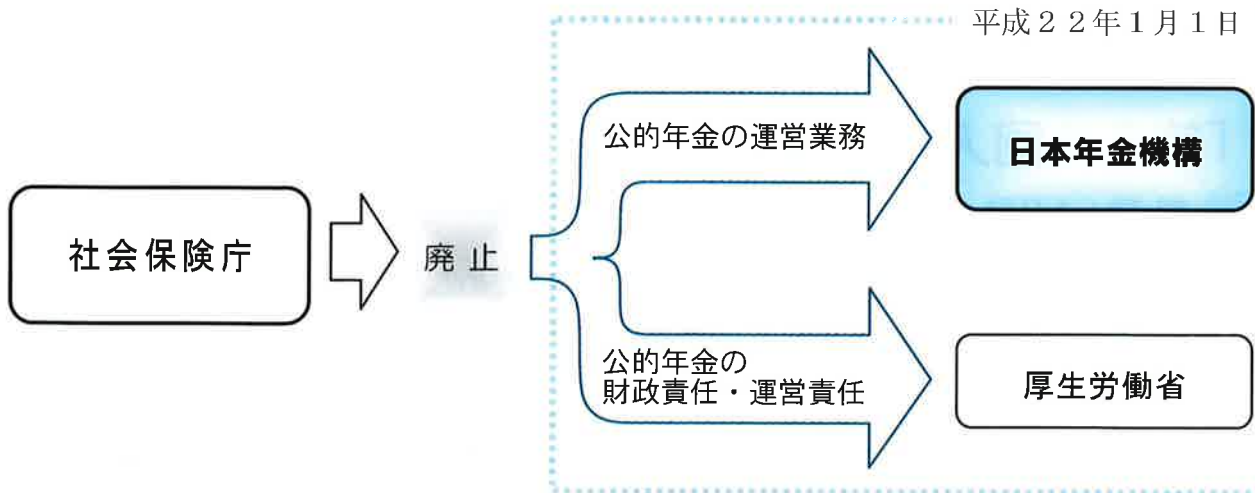 平成２２年１月１日
公的年金の運営業務
日本年金機構
社会保険庁
廃止
公的年金の
財政責任・運営責任
厚生労働省